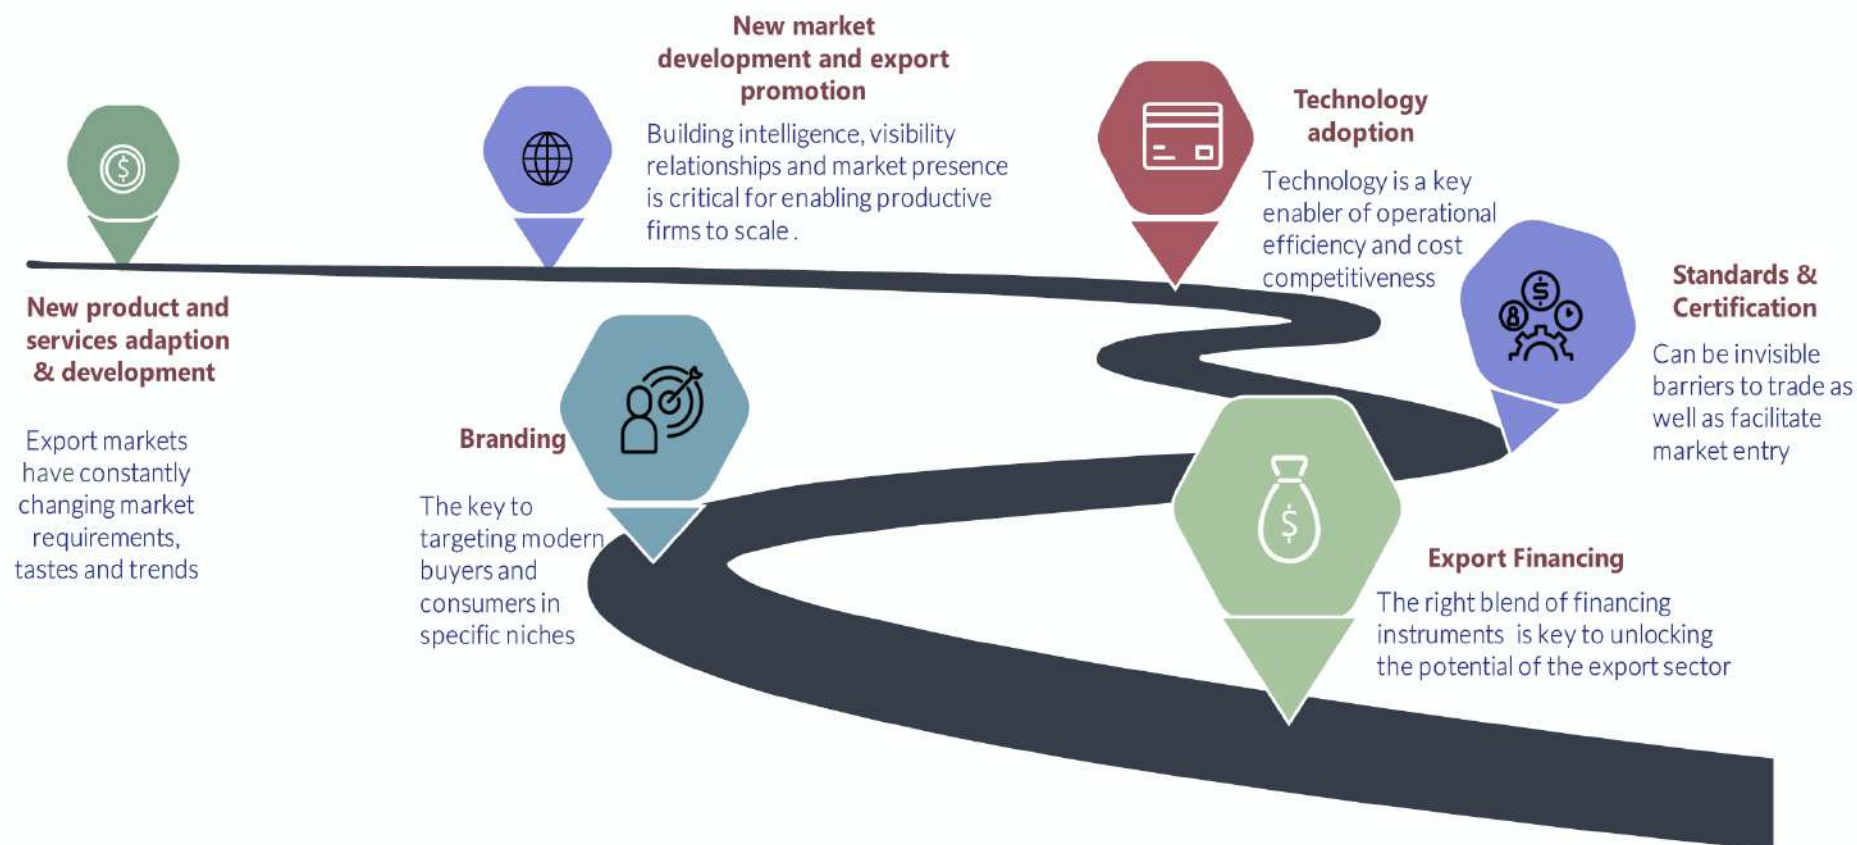 New market
development and export
promotion
Building intelligence, visibility
relationships and market presence
is critical for enabling productive
firms to scale .
Technology
adoption
Technology is a key
enabler of operational
efficiency and cost
competitiveness
Standards &
Certification
Can be invisible
barriers to trade as
well as facilitate
market entry
New product and
services adaption
& development
Export markets
have constantly
changing market
requirements,
tastes and trends
Branding
The key to
targeting modern
buyers and
consumers in
specific niches
Export Financing
The right blend of financing
instruments is key to unlocking
the potential of the export sector